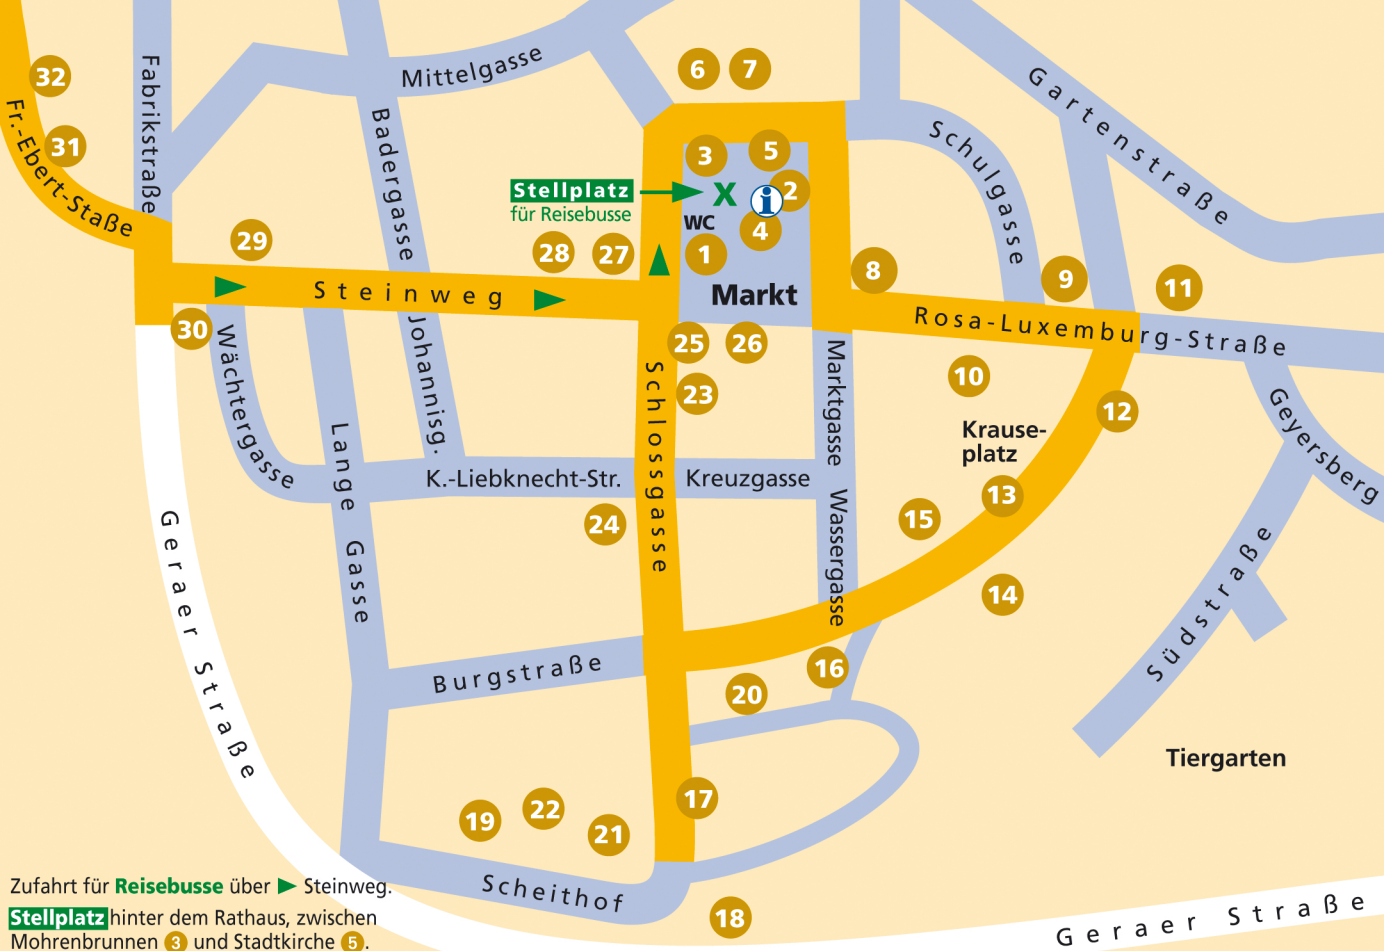 32
6
7
Mittelgasse
Fabrikstraße
Gartenstraße
Fr.-Ebert-Staße
31
Badergasse
3
5
Schulgasse
Stellplatz
für Reisebusse
X
i
2
WC
4
1
29
28
27
8
9
11
Steinweg
Markt
Rosa-Luxemburg-Straße
30
Wächtergasse
Johannisg.
25
26
Marktgasse
10
23
12
Schlossgasse
Geyersberg
Krause-
platz
Lange Gasse
K.-Liebknecht-Str.
Kreuzgasse
13
24
15
Wassergasse
14
Geraer Straße
Südstraße
Burgstraße
16
20
Tiergarten
17
19
22
21
Scheithof
18
Geraer Straße
Zufahrt für Reisebusse über ► Steinweg.
Stellplatz hinter dem Rathaus, zwischen
Mohrenbrunnen 3 und Stadtkirche 5.